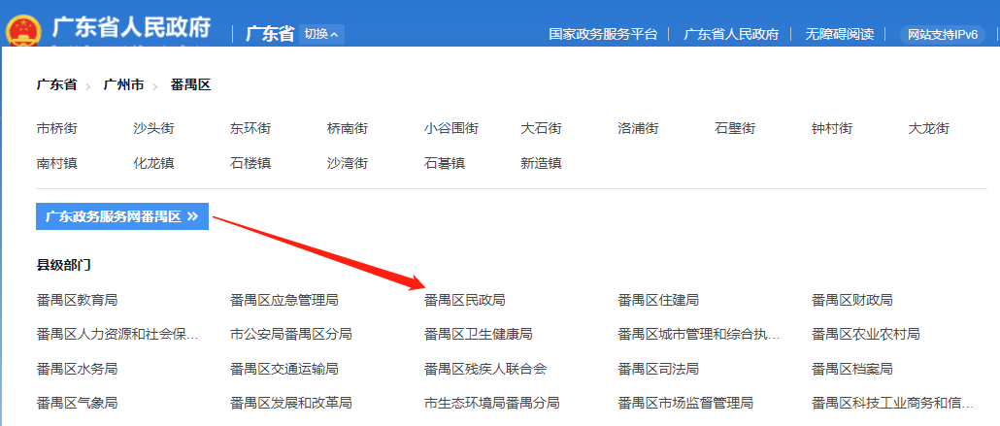 广东省人民政府 广东省 切换 国家政务服务平台 广东省人民政府 无障碍阅读 网站支持IPv6
广东省 > 广州市 > 番禺区
市桥街 沙头街 东环街 桥南街 小谷围街 大石街 洛浦街 石壁街 钟村街 大龙街
南村镇 化龙镇 石楼镇 沙湾街 石碁镇 新造镇
广东政务服务网番禺区 »
县级部门
番禺区教育局 番禺区应急管理局 番禺区民政局 番禺区住建局 番禺区财政局
番禺区人力资源和社会保... 市公安局番禺区分局 番禺区卫生健康局 番禺区城市管理和综合执... 番禺区农业农村局
番禺区水务局 番禺区交通运输局 番禺区残疾人联合会 番禺区司法局 番禺区档案局
番禺区气象局 番禺区发展和改革局 市生态环境局番禺分局 番禺区市场监督管理局 番禺区科技工业商务和信...